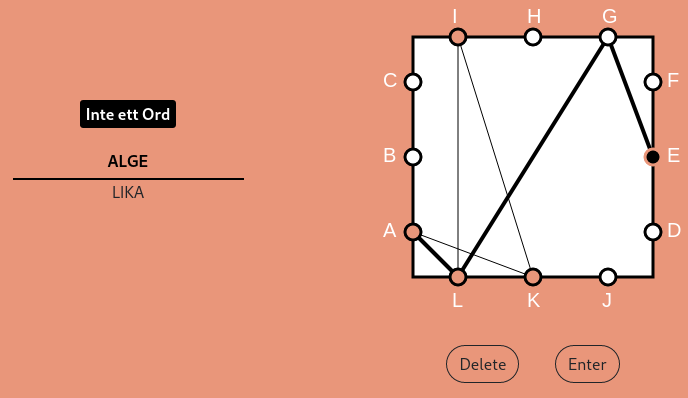 Inte ett Ord
ALGE
LIKA
I H G
C F
B E
A D
L K J
Delete Enter